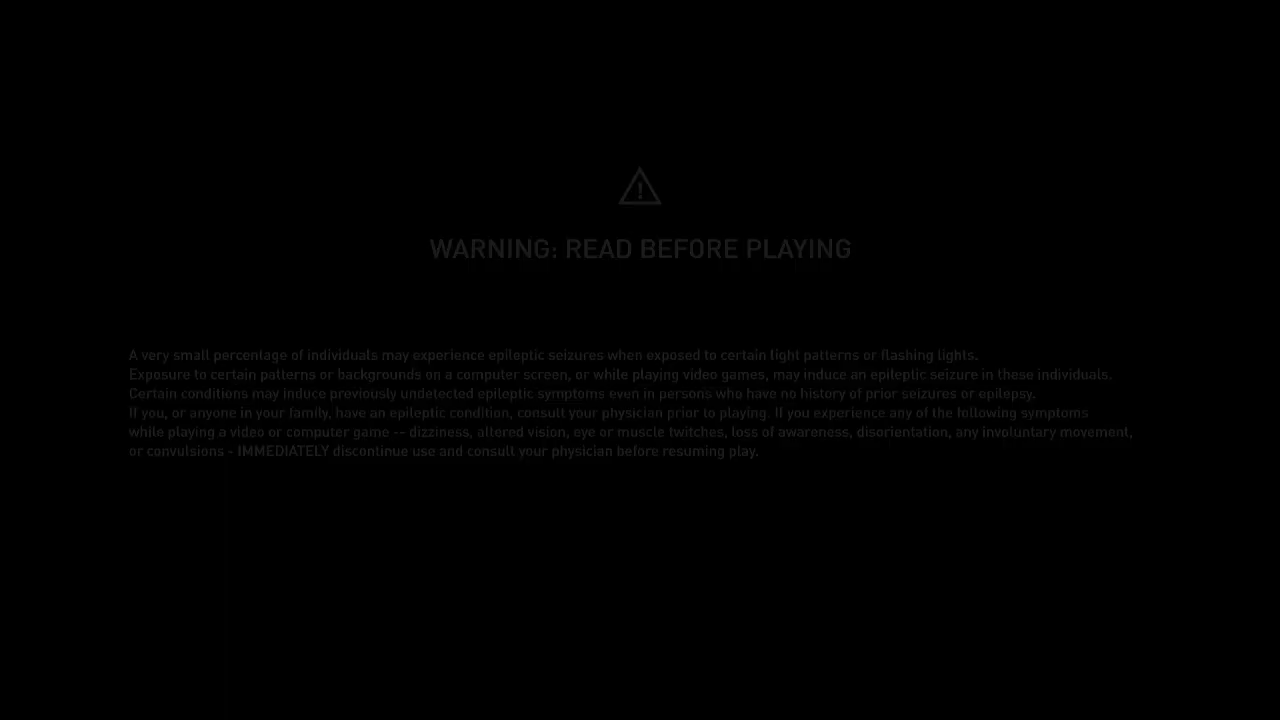 WARNING: READ BEFORE PLAYING
A very small percentage of individuals may experience epileptic seizures when exposed to certain light patterns or flashing lights.
Exposure to certain patterns or backgrounds on a computer screen, or while playing video games, may induce an epileptic seizure in these individuals.
Certain conditions may induce previously undetected epileptic symptoms even in persons who have no history of prior seizures or epilepsy.
If you, or anyone in your family, have an epileptic condition, consult your physician prior to playing. If you experience any of the following symptoms
while playing a video or computer game -- dizziness, altered vision, eye or muscle twitches, loss of awareness, disorientation, any involuntary movement,
or convulsions - IMMEDIATELY discontinue use and consult your physician before resuming play.